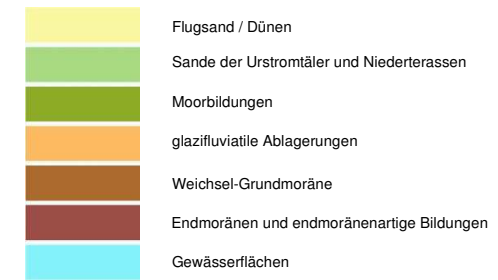 Flugsand / Dünen
Sande der Urstromtäler und Niederterassen
Moorbildungen
glazifluviatile Ablagerungen
Weichsel-Grundmoräne
Endmoränen und endmoränenartige Bildungen
Gewässerflächen